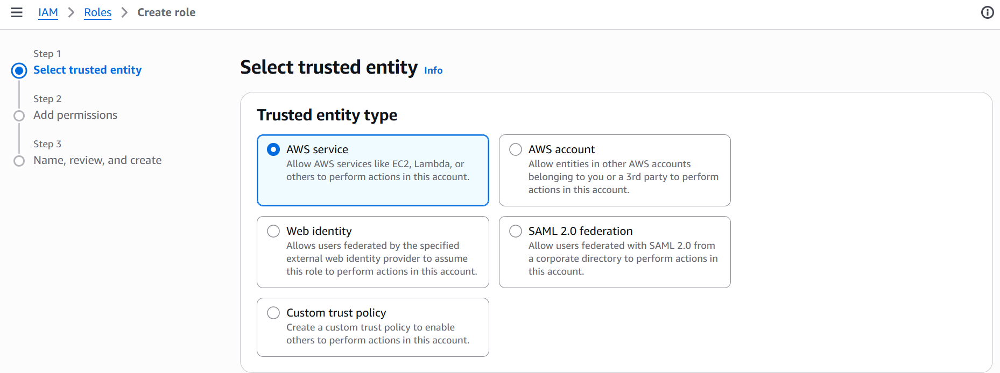 IAM > Roles > Create role
Step 1
Select trusted entity
Step 2
Add permissions
Step 3
Name, review, and create
Select trusted entity Info
Trusted entity type
AWS service
Allow AWS services like EC2, Lambda, or
others to perform actions in this account.
AWS account
Allow entities in other AWS accounts
belonging to you or a 3rd party to perform
actions in this account.
Web identity
Allows users federated by the specified
external web identity provider to assume
this role to perform actions in this account.
SAML 2.0 federation
Allow users federated with SAML 2.0 from
a corporate directory to perform actions in
this account.
Custom trust policy
Create a custom trust policy to enable
others to perform actions in this account.